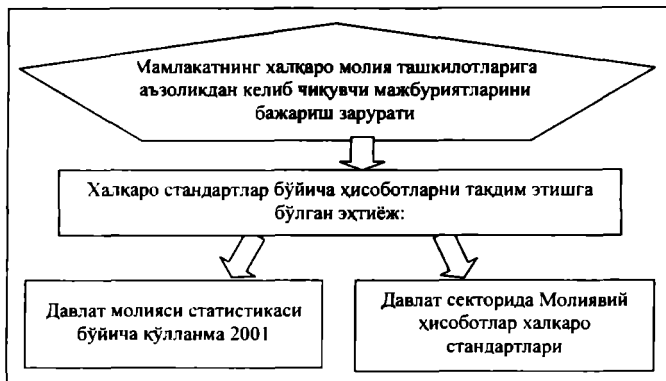 Мамлакатнинг халқаро молия ташкилотларига
аъзоликдан келиб чиқувчи мажбуриятларини
бажариш зарурати
Халқаро стандартлар бўйича ҳисоботларни тақдим этишга
бўлган эҳтиёж:
Давлат молияси статистикаси
бўйича қўлланма 2001
Давлат секторида Молиявий
ҳисоботлар халқаро
стандартлари